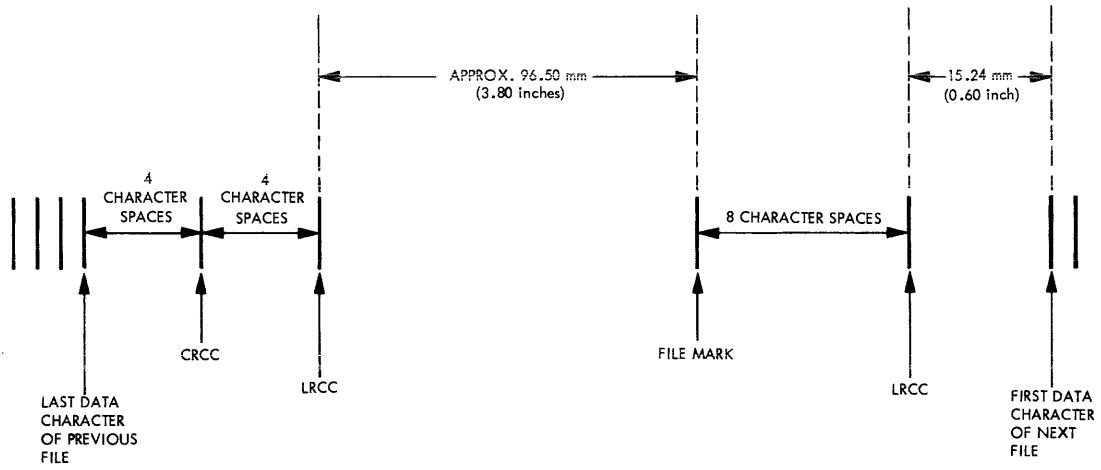 APPROX. 96.50 mm
(3.80 inches)
15.24 mm
(0.60 inch)
4
CHARACTER
SPACES
4
CHARACTER
SPACES
8 CHARACTER SPACES
CRCC
FILE MARK
LRCC
LRCC
LAST DATA
CHARACTER
OF PREVIOUS
FILE
FIRST DATA
CHARACTER
OF NEXT
FILE